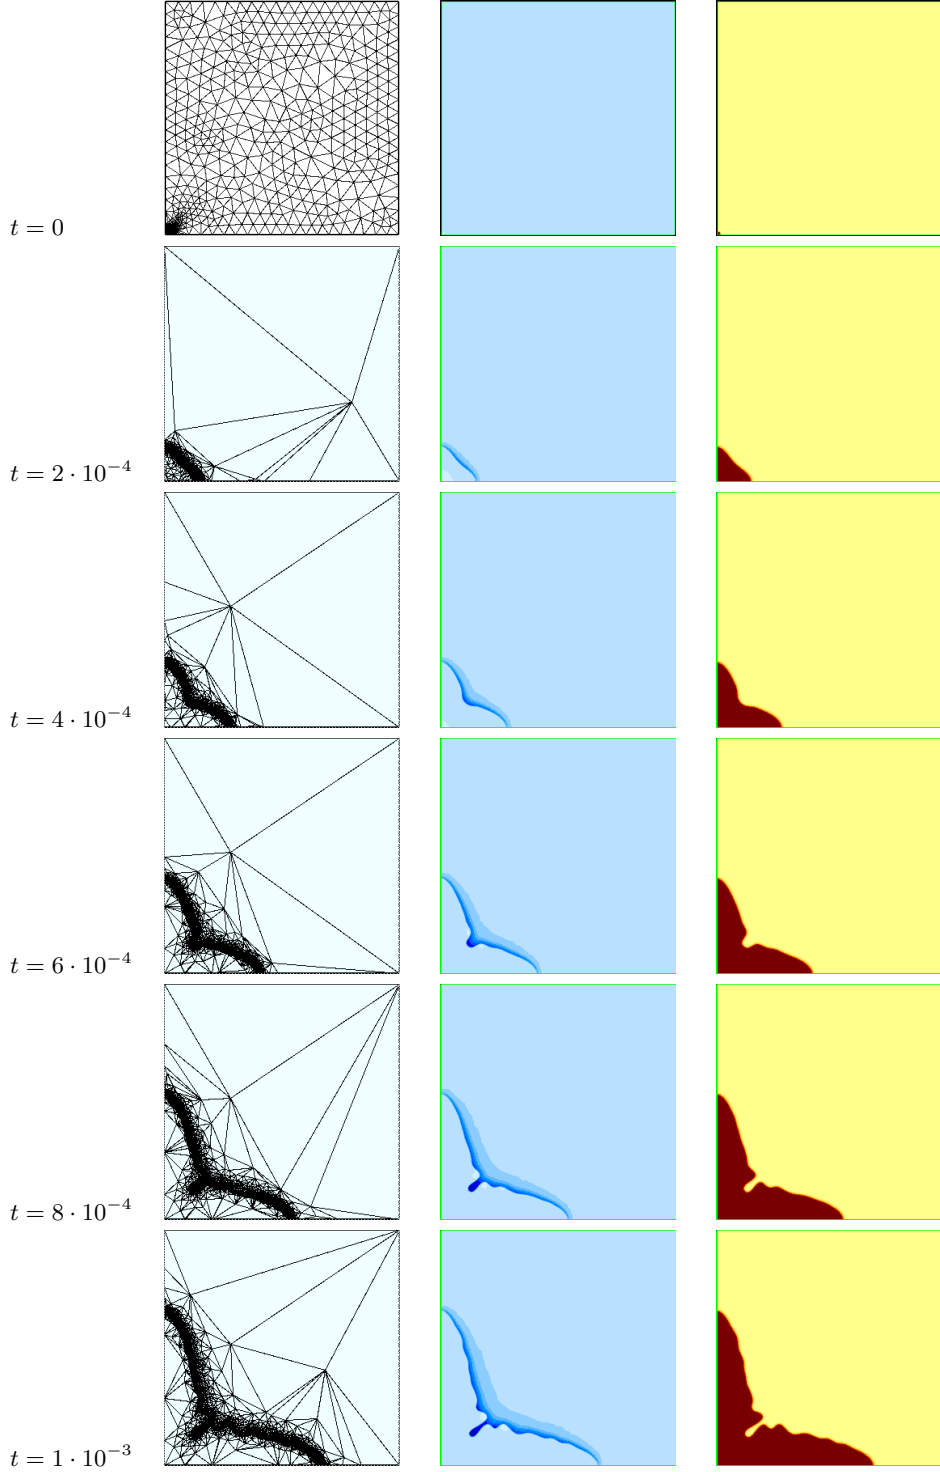 t = 0
t = 2 · 10⁻⁴
t = 4 · 10⁻⁴
t = 6 · 10⁻⁴
t = 8 · 10⁻⁴
t = 1 · 10⁻³